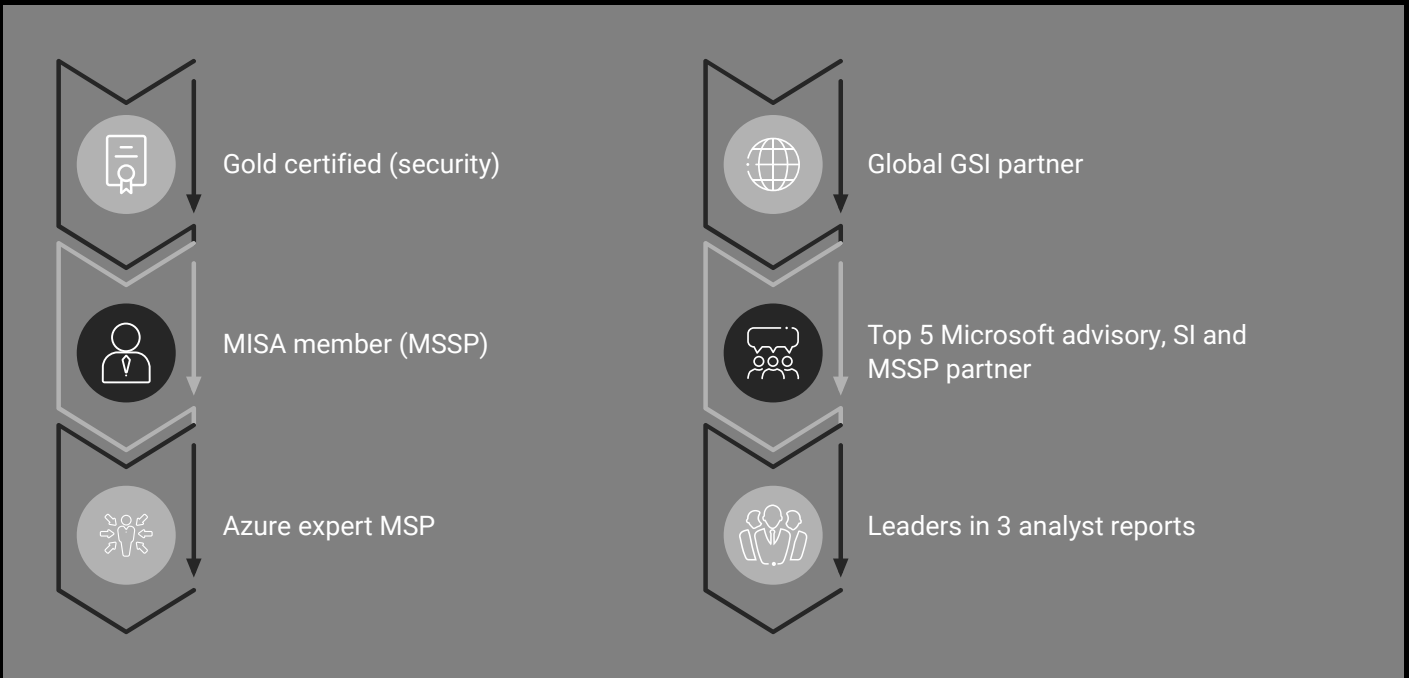 Gold certified (security)
MISA member (MSSP)
Azure expert MSP
Global GSI partner
Top 5 Microsoft advisory, SI and
MSSP partner
Leaders in 3 analyst reports